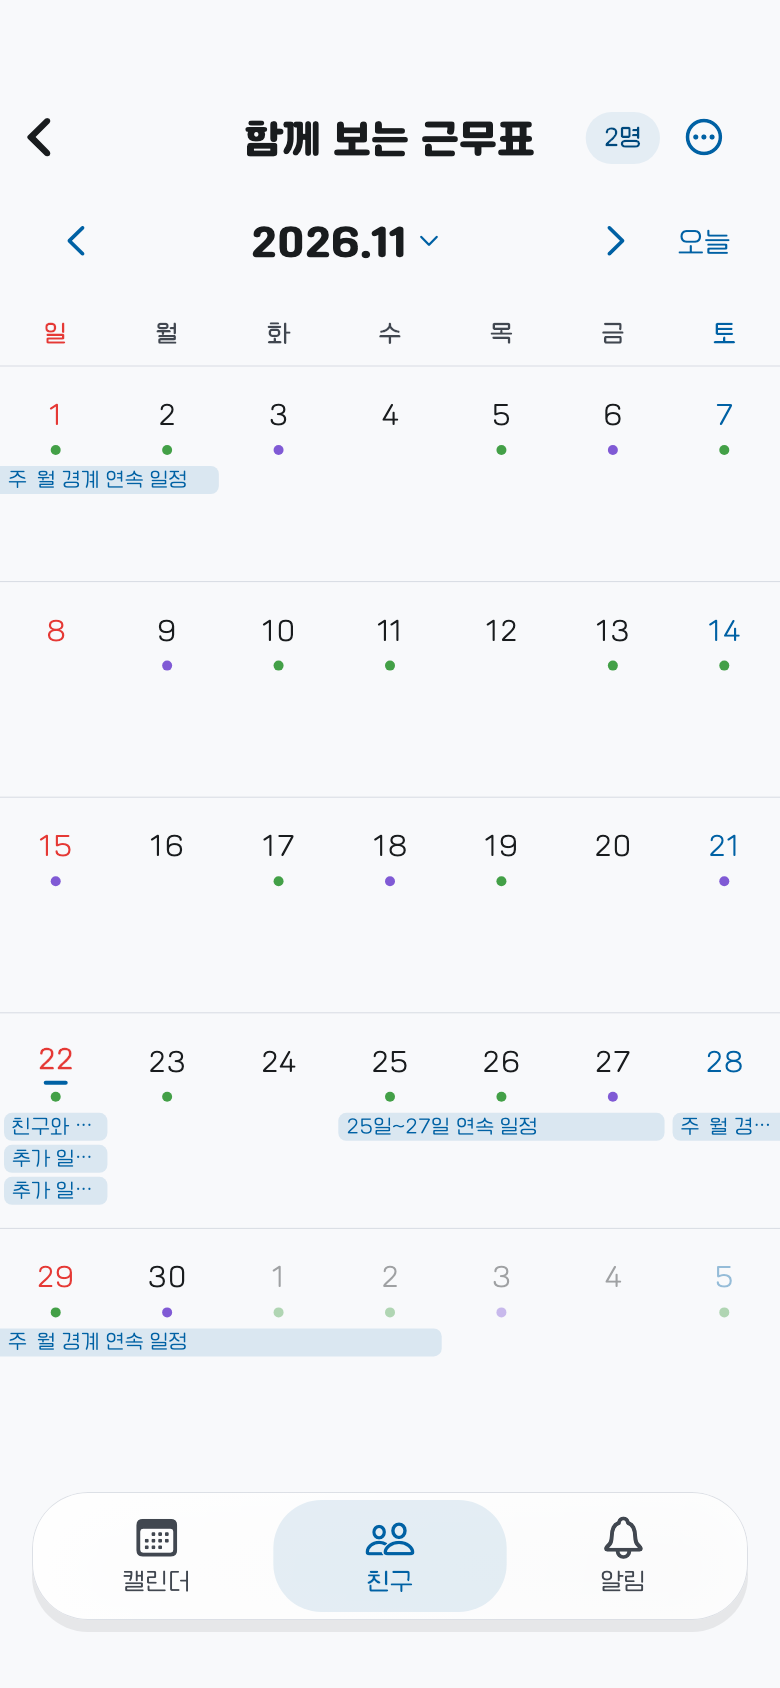 함께 보는 근무표 2명
2026.11 오늘
일 월 화 수 목 금 토
1 2 3 4 5 6 7
주 월 경계 연속 일정
8 9 10 11 12 13 14
15 16 17 18 19 20 21
22 23 24 25 26 27 28
친구와 ··· 25일~27일 연속 일정 주 월 경···
추가 일···
추가 일···
29 30 1 2 3 4 5
주 월 경계 연속 일정
캘린더 친구 알림